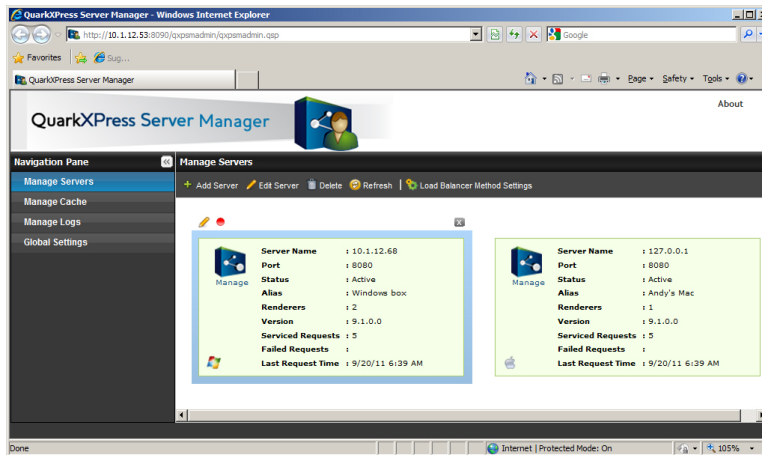 QuarkXPress Server Manager - Windows Internet Explorer
http://10.1.12.53:8090/qxpsmadmin/qxpsmadmin.qsp
Google
Favorites
Sug...
QuarkXPress Server Manager
Page
Safety
Tools
About
QuarkXPress Server Manager
Navigation Pane
Manage Servers
Manage Servers
Add Server
Edit Server
Delete
Refresh
Load Balancer Method Settings
Manage Cache
Manage Logs
Global Settings
Manage
Server Name : 10.1.12.68
Port : 8080
Status : Active
Alias : Windows box
Renderers : 2
Version : 9.1.0.0
Serviced Requests : 5
Failed Requests :
Last Request Time : 9/20/11 6:39 AM
Manage
Server Name : 127.0.0.1
Port : 8080
Status : Active
Alias : Andy's Mac
Renderers : 1
Version : 9.1.0.0
Serviced Requests : 5
Failed Requests :
Last Request Time : 9/20/11 6:39 AM
Done
Internet | Protected Mode: On
105%